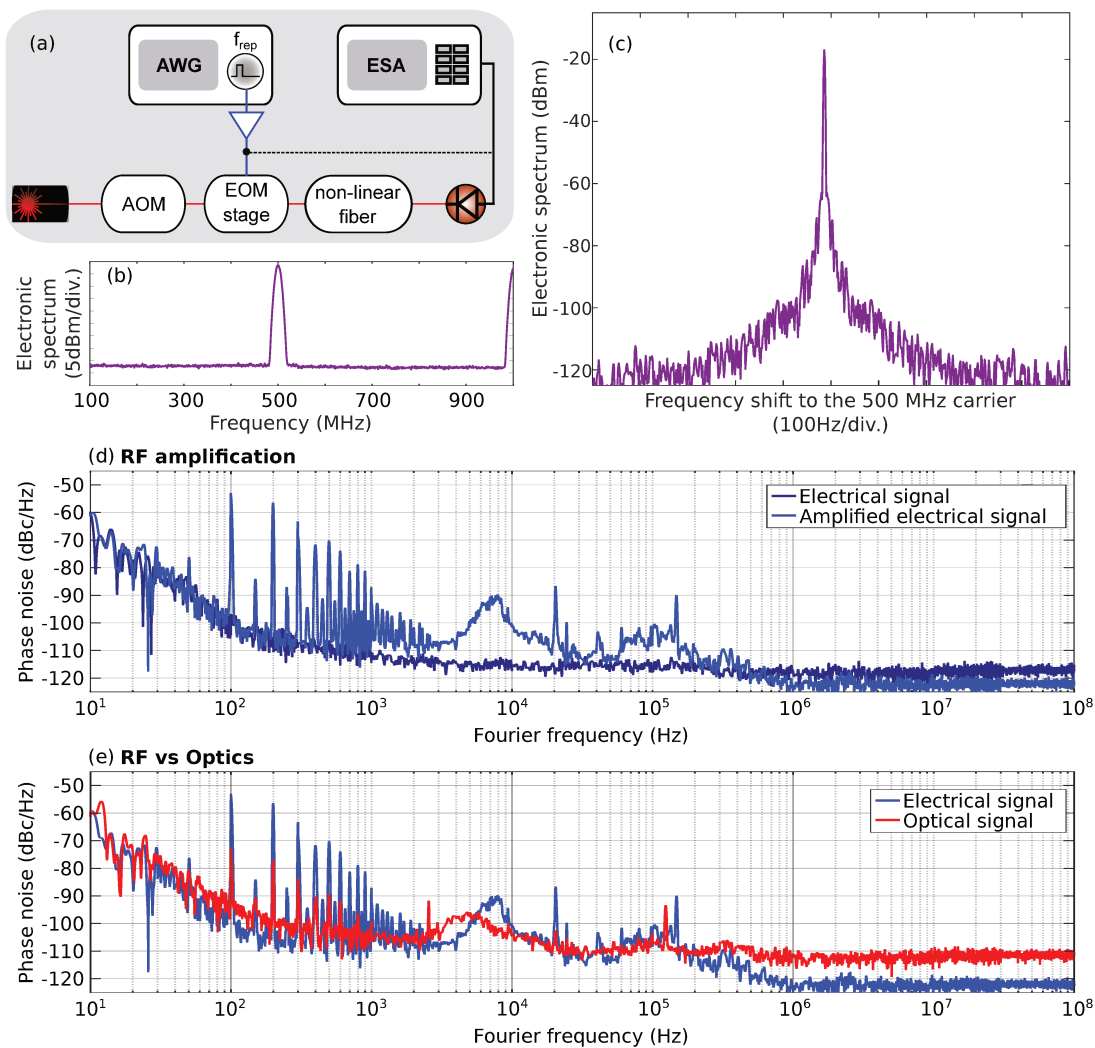 (a)
f_rep
AWG
ESA
AOM
EOM
stage
non-linear
fiber
(b)
Electronic
spectrum
(5dBm/div.)
100 300 500 700 900
Frequency (MHz)
(c)
Electronic spectrum (dBm)
-20
-40
-60
-80
-100
-120
Frequency shift to the 500 MHz carrier
(100Hz/div.)
(d) RF amplification
Phase noise (dBc/Hz)
-50
-60
-70
-80
-90
-100
-110
-120
Electrical signal
Amplified electrical signal
10^1 10^2 10^3 10^4 10^5 10^6 10^7 10^8
Fourier frequency (Hz)
(e) RF vs Optics
Phase noise (dBc/Hz)
-50
-60
-70
-80
-90
-100
-110
-120
Electrical signal
Optical signal
10^1 10^2 10^3 10^4 10^5 10^6 10^7 10^8
Fourier frequency (Hz)